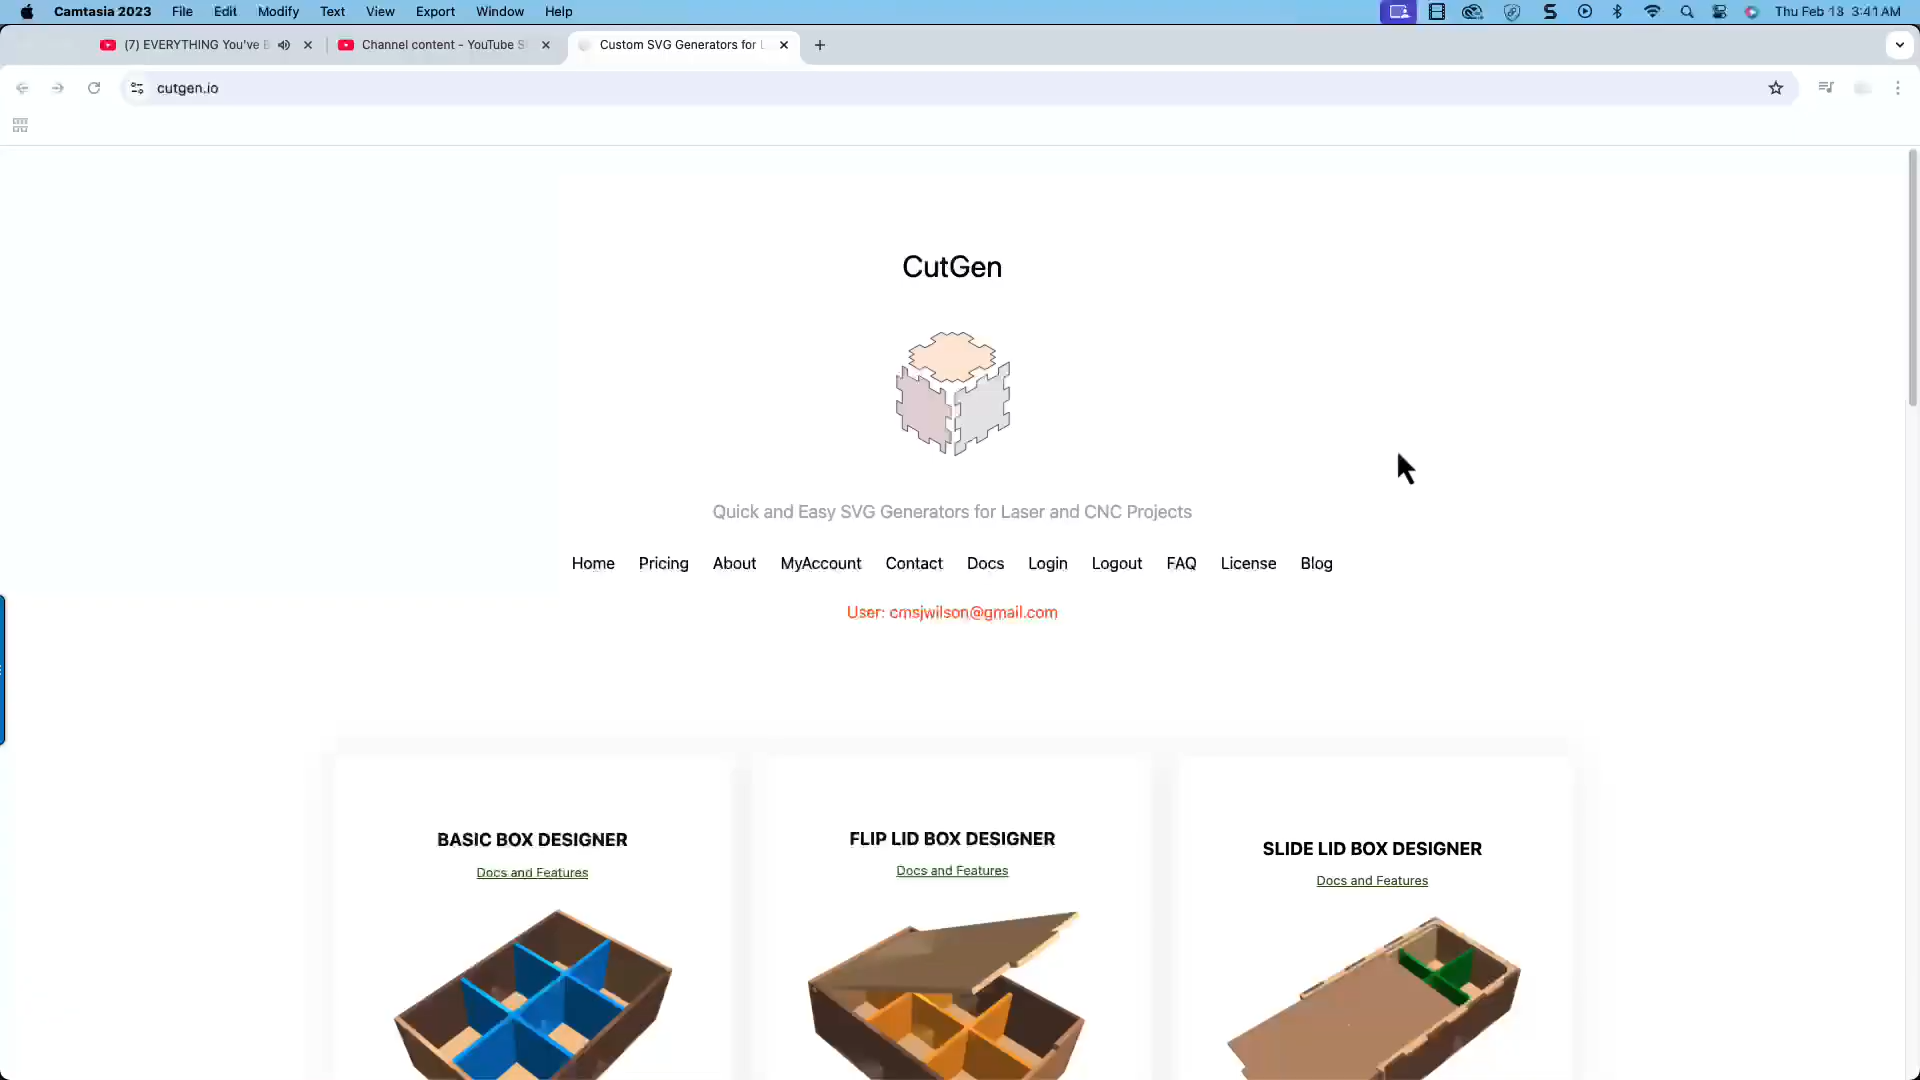 Camtasia 2023 File Edit Modify Text View Export Window Help Thu Feb 13 3:41 AM
(7) EVERYTHING You've Channel content - YouTube S Custom SVG Generators for L
cutgen.io
CutGen
Quick and Easy SVG Generators for Laser and CNC Projects
Home Pricing About MyAccount Contact Docs Login Logout FAQ License Blog
User: cmsjwilson@gmail.com
BASIC BOX DESIGNER
Docs and Features
FLIP LID BOX DESIGNER
Docs and Features
SLIDE LID BOX DESIGNER
Docs and Features